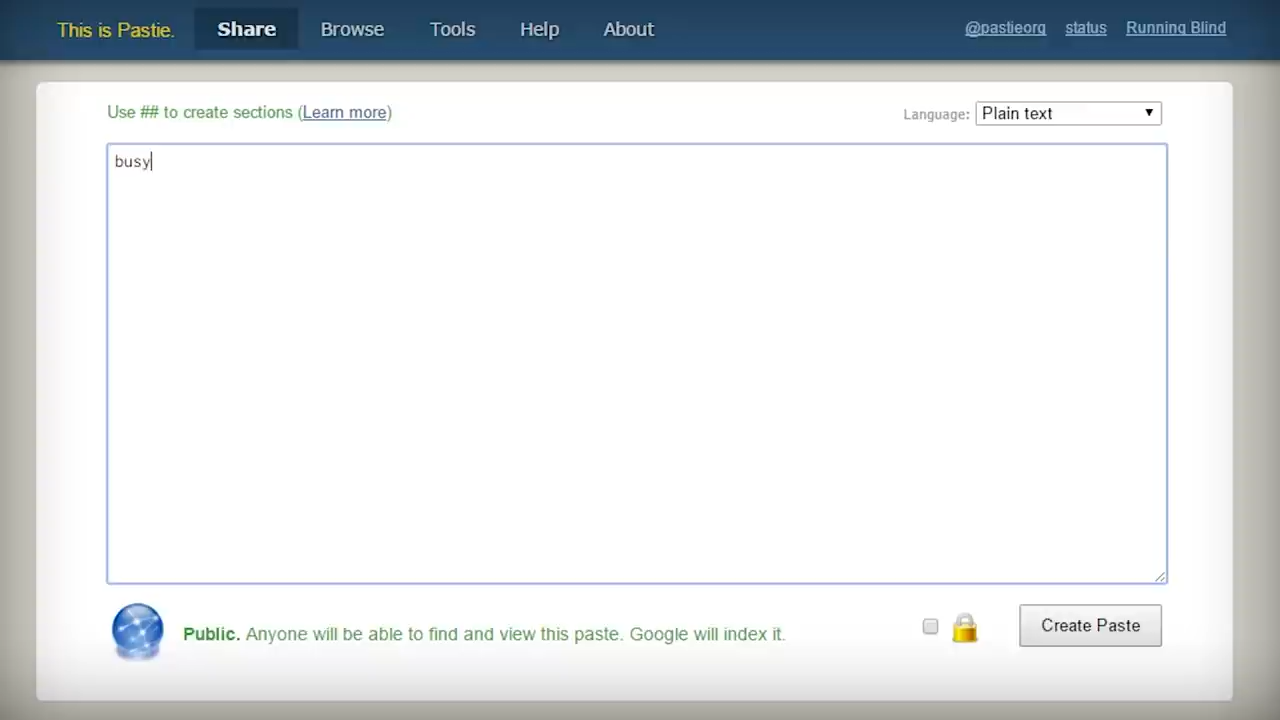 This is Pastie. Share Browse Tools Help About @pastieorg status Running Blind
Use ## to create sections (Learn more) Language: Plain text
busy
Public. Anyone will be able to find and view this paste. Google will index it. Create Paste